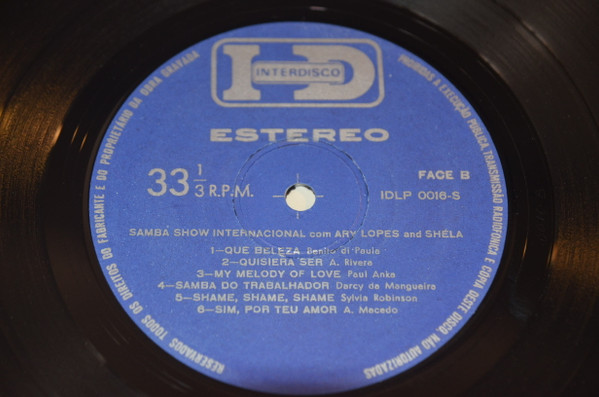 INTERDISCO
ESTEREO
33 1/3 R.P.M.
FACE B
IDLP 0016-S
SAMBA SHOW INTERNACIONAL com ARY LOPES and SHÉLA
1—QUE BELEZA Benito di Paula
2—QUISIERA SER A. Rivera
3—MY MELODY OF LOVE Paul Anka
4—SAMBA DO TRABALHADOR Darcy da Mangueira
5—SHAME, SHAME, SHAME Sylvia Robinson
6—SIM, POR TEU AMOR A. Macedo
RESERVADOS TODOS OS DIREITOS DO FABRICANTE E DO PROPRIETÁRIO DA OBRA GRAVADA
PROIBIDAS A EXECUÇÃO PÚBLICA, TRANSMISSÃO RADIOFÓNICA E CÓPIA DESTE DISCO, NÃO AUTORIZADAS